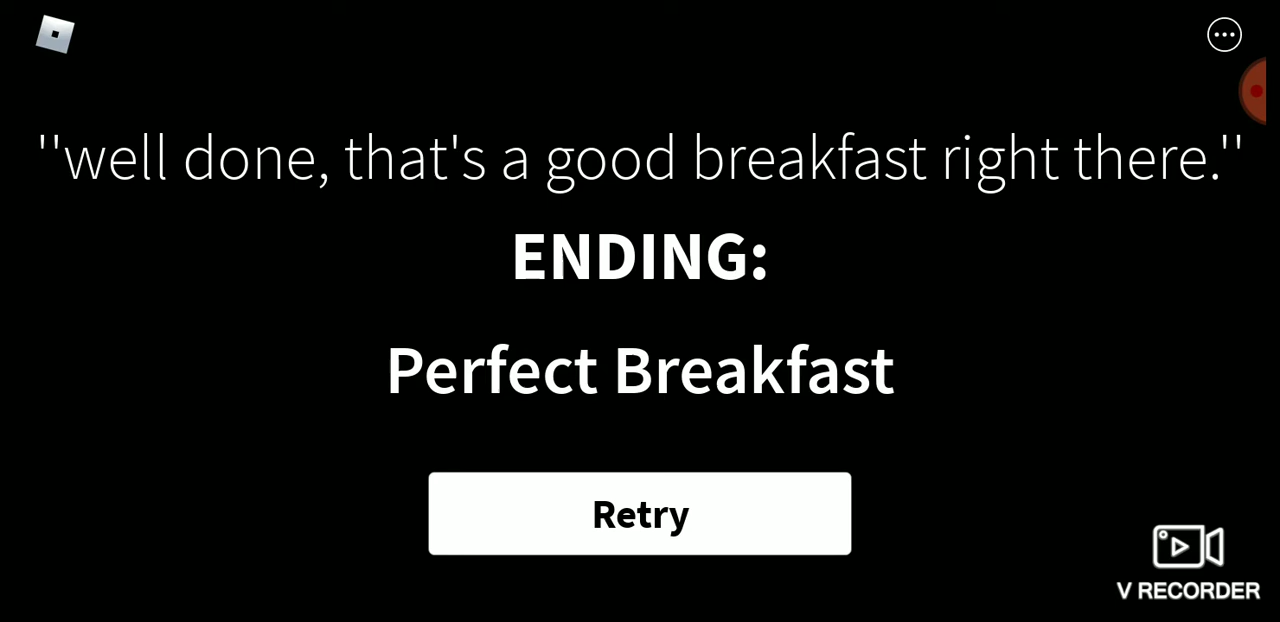 ''well done, that's a good breakfast right there.''
ENDING:
Perfect Breakfast
Retry
V RECORDER